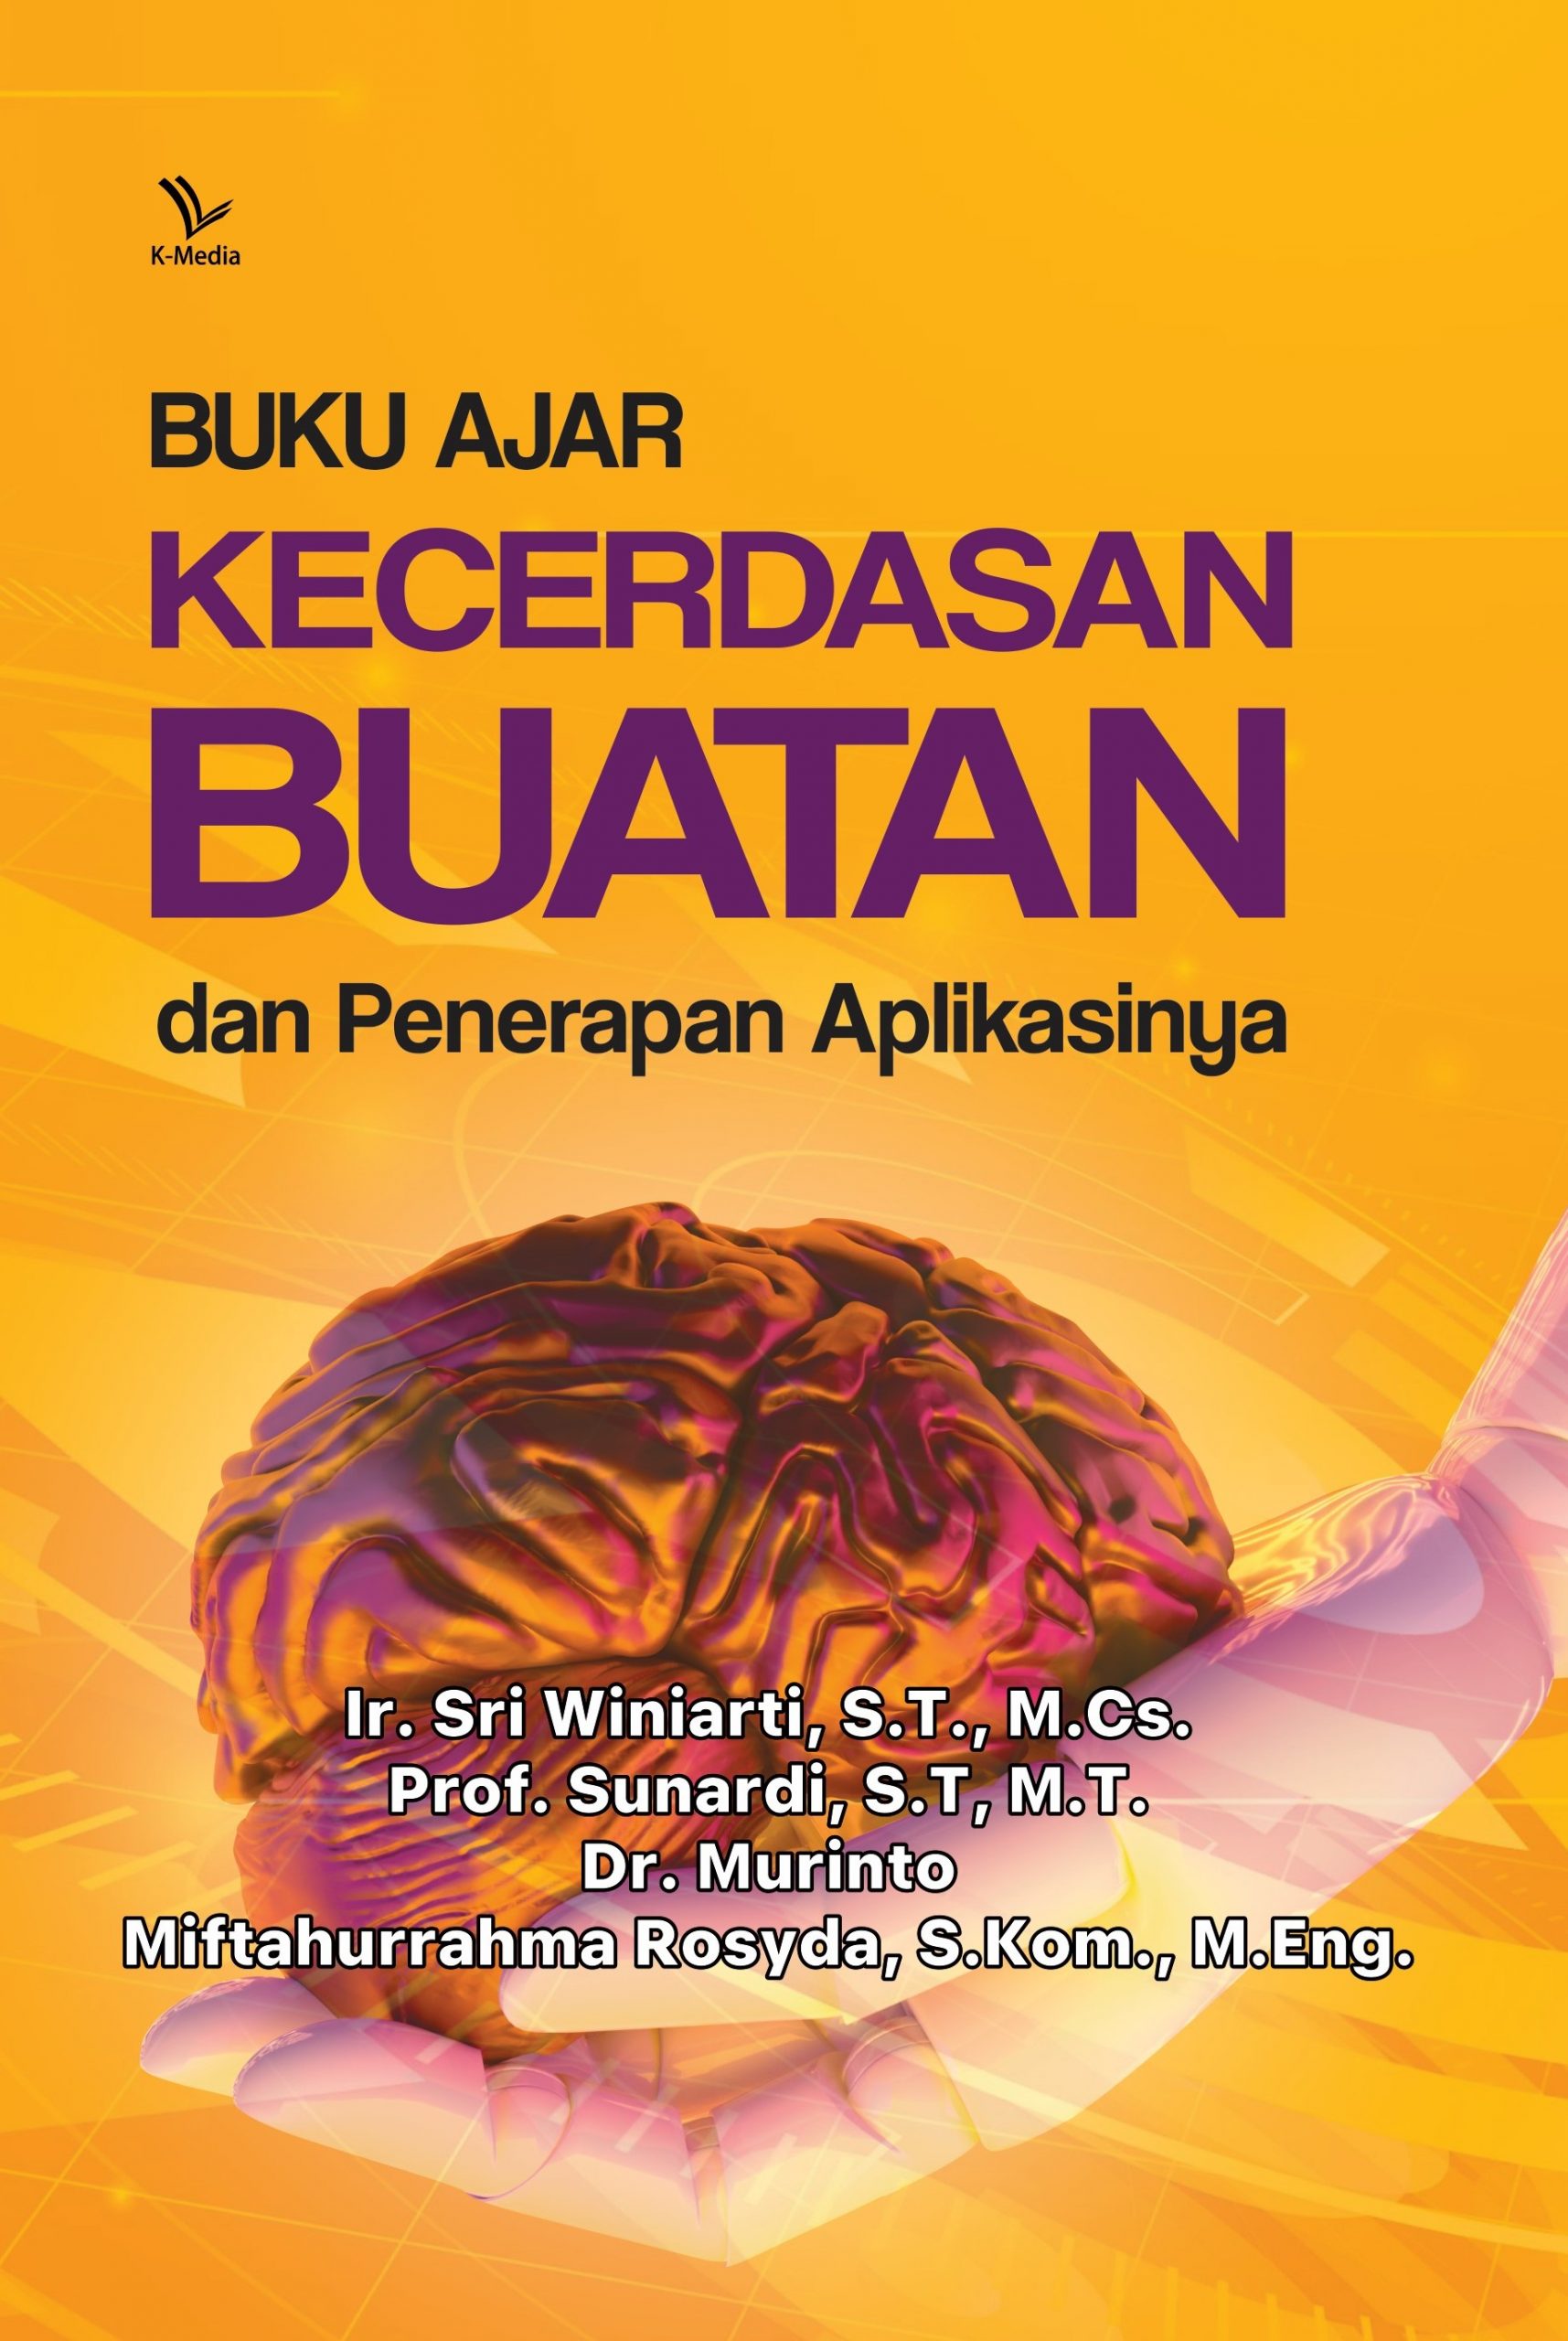 K-Media
BUKU AJAR
KECERDASAN
BUATAN
dan Penerapan Aplikasinya
Ir. Sri Winiarti, S.T., M.Cs.
Prof. Sunardi, S.T, M.T.
Dr. Murinto
Miftahurrahma Rosyda, S.Kom., M.Eng.